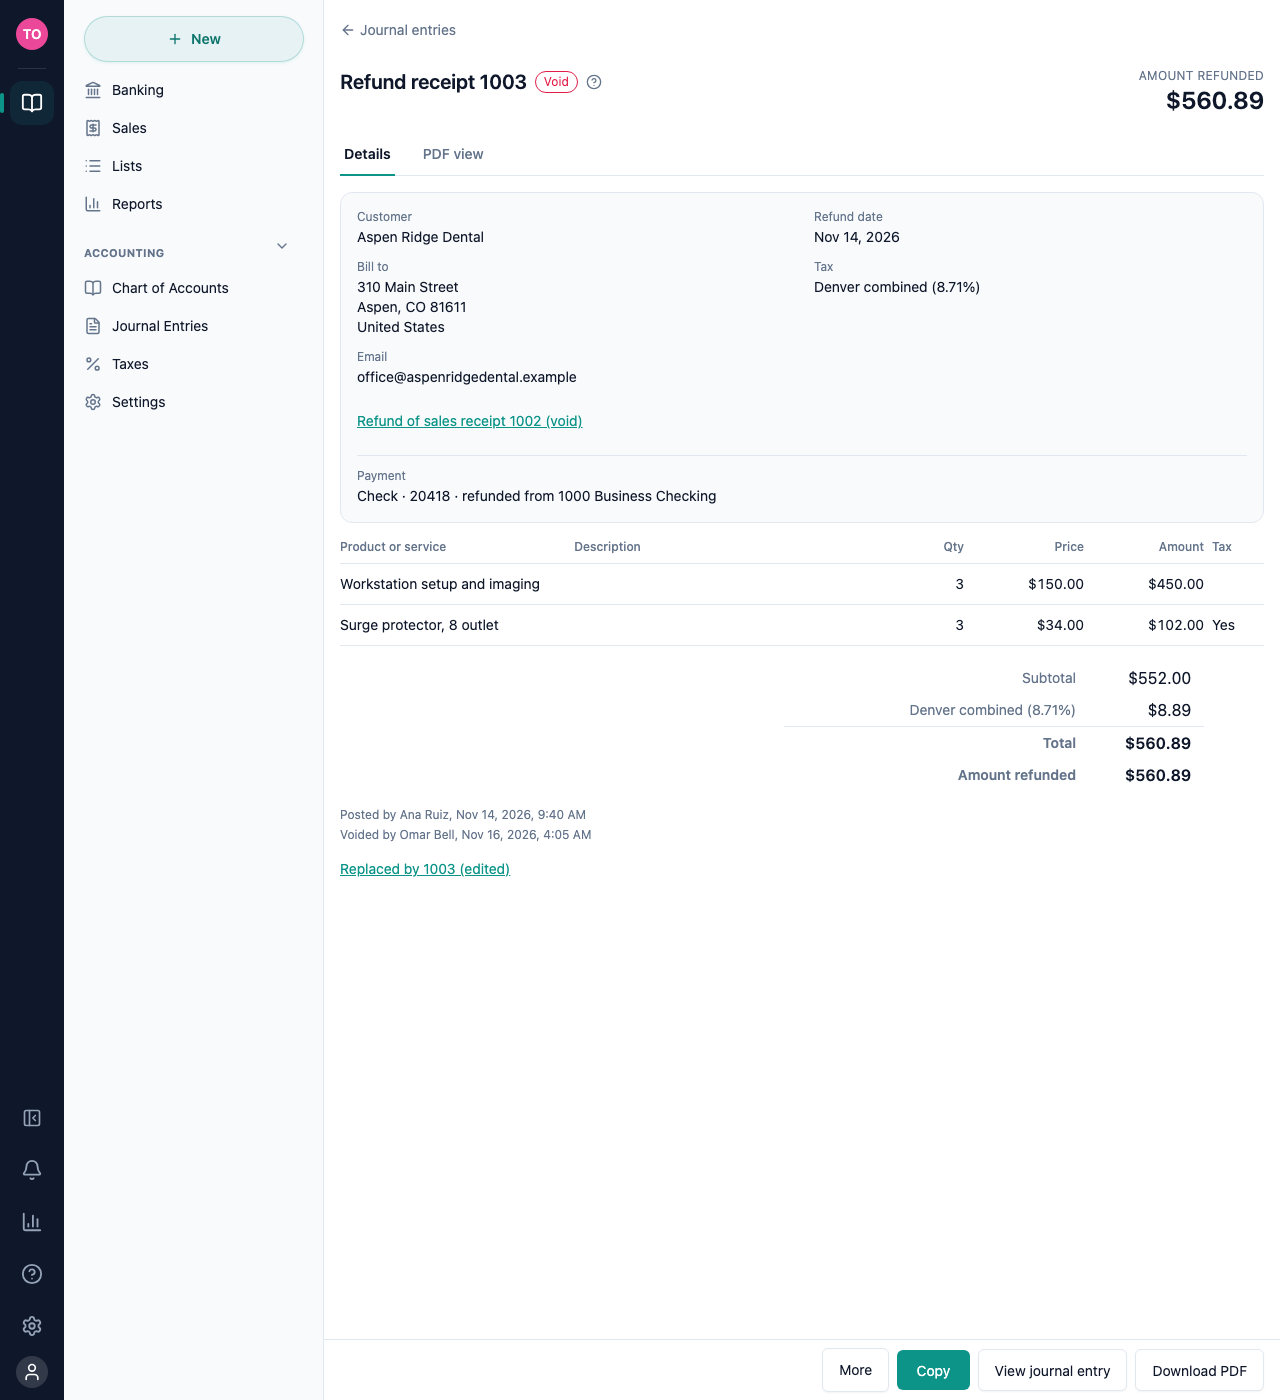 TO
New
Banking
Sales
Lists
Reports
ACCOUNTING
Chart of Accounts
Journal Entries
Taxes
Settings
Journal entries
Refund receipt 1003 Void
AMOUNT REFUNDED
$560.89
Details PDF view
Customer
Aspen Ridge Dental
Bill to
310 Main Street
Aspen, CO 81611
United States
Email
office@aspenridgedental.example
Refund date
Nov 14, 2026
Tax
Denver combined (8.71%)
Refund of sales receipt 1002 (void)
Payment
Check · 20418 · refunded from 1000 Business Checking
Product or service Description Qty Price Amount Tax
Workstation setup and imaging 3 $150.00 $450.00
Surge protector, 8 outlet 3 $34.00 $102.00 Yes
Subtotal $552.00
Denver combined (8.71%) $8.89
Total $560.89
Amount refunded $560.89
Posted by Ana Ruiz, Nov 14, 2026, 9:40 AM
Voided by Omar Bell, Nov 16, 2026, 4:05 AM
Replaced by 1003 (edited)
More Copy View journal entry Download PDF